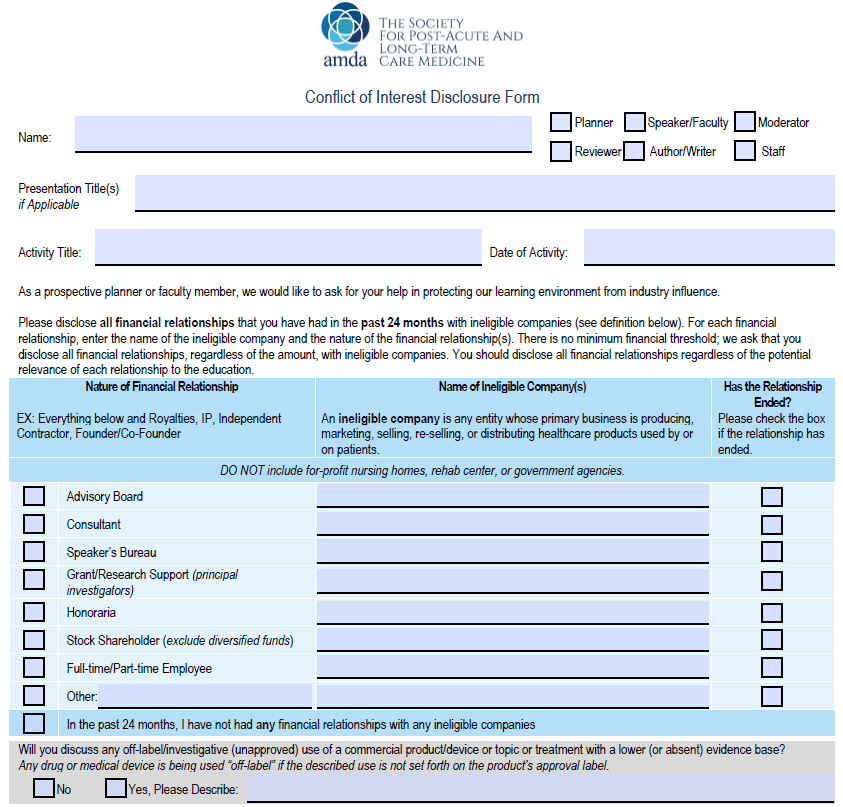 THE SOCIETY
FOR POST-ACUTE AND
LONG-TERM
CARE MEDICINE
amda
Conflict of Interest Disclosure Form
Name:
Planner Speaker/Faculty Moderator
Reviewer Author/Writer Staff
Presentation Title(s)
if Applicable
Activity Title: Date of Activity:
As a prospective planner or faculty member, we would like to ask for your help in protecting our learning environment from industry influence.
Please disclose all financial relationships that you have had in the past 24 months with ineligible companies (see definition below). For each financial
relationship, enter the name of the ineligible company and the nature of the financial relationship(s). There is no minimum financial threshold; we ask that you
disclose all financial relationships, regardless of the amount, with ineligible companies. You should disclose all financial relationships regardless of the potential
relevance of each relationship to the education.
Nature of Financial Relationship
EX: Everything below and Royalties, IP, Independent
Contractor, Founder/Co-Founder
Name of Ineligible Company(s)
An ineligible company is any entity whose primary business is producing,
marketing, selling, re-selling, or distributing healthcare products used by or
on patients.
Has the Relationship
Ended?
Please check the box
if the relationship has
ended.
DO NOT include for-profit nursing homes, rehab center, or government agencies.
Advisory Board
Consultant
Speaker's Bureau
Grant/Research Support (principal
investigators)
Honoraria
Stock Shareholder (exclude diversified funds)
Full-time/Part-time Employee
Other:
In the past 24 months, I have not had any financial relationships with any ineligible companies
Will you discuss any off-label/investigative (unapproved) use of a commercial product/device or topic or treatment with a lower (or absent) evidence base?
Any drug or medical device is being used "off-label" if the described use is not set forth on the product's approval label.
No Yes, Please Describe: